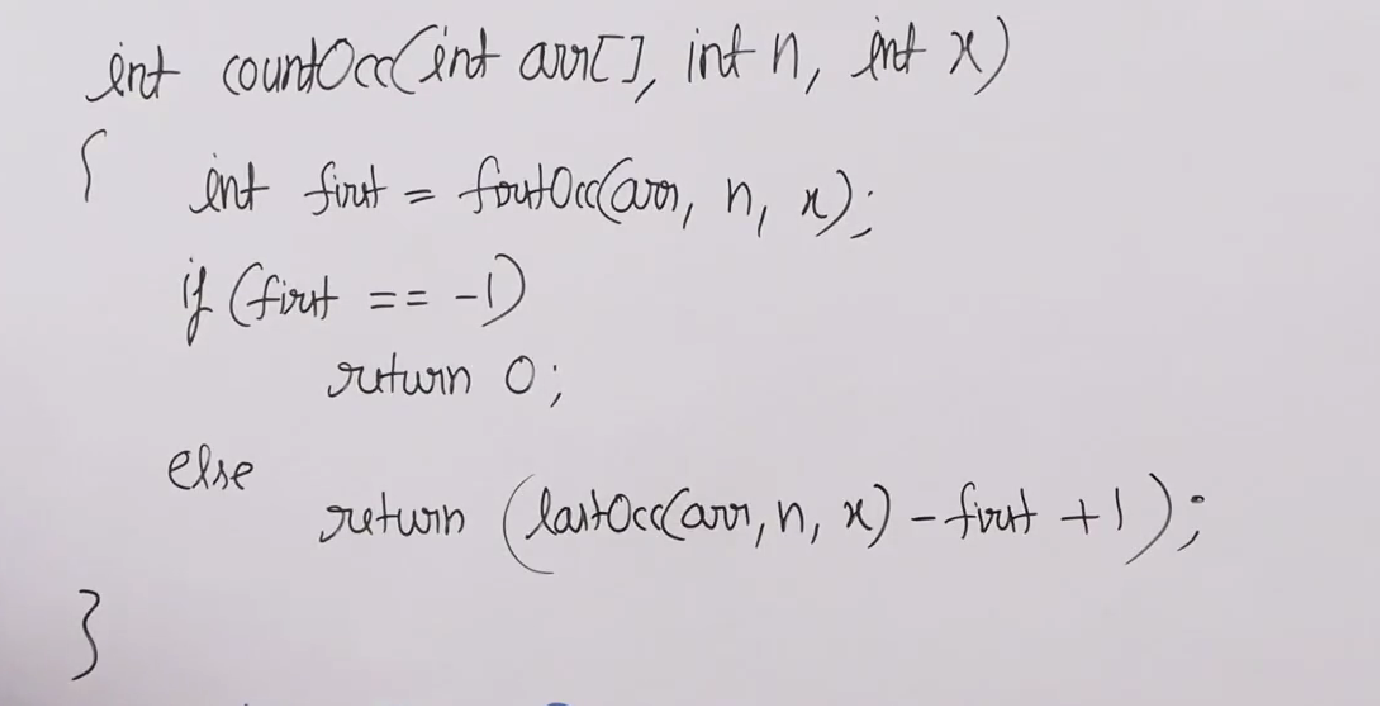 int countOcc(int arr[], int n, int x)
{ int first = firstOcc(arr, n, x);
if (first == -1)
return 0;
else
return (lastOcc(arr, n, x) - first + 1);
}